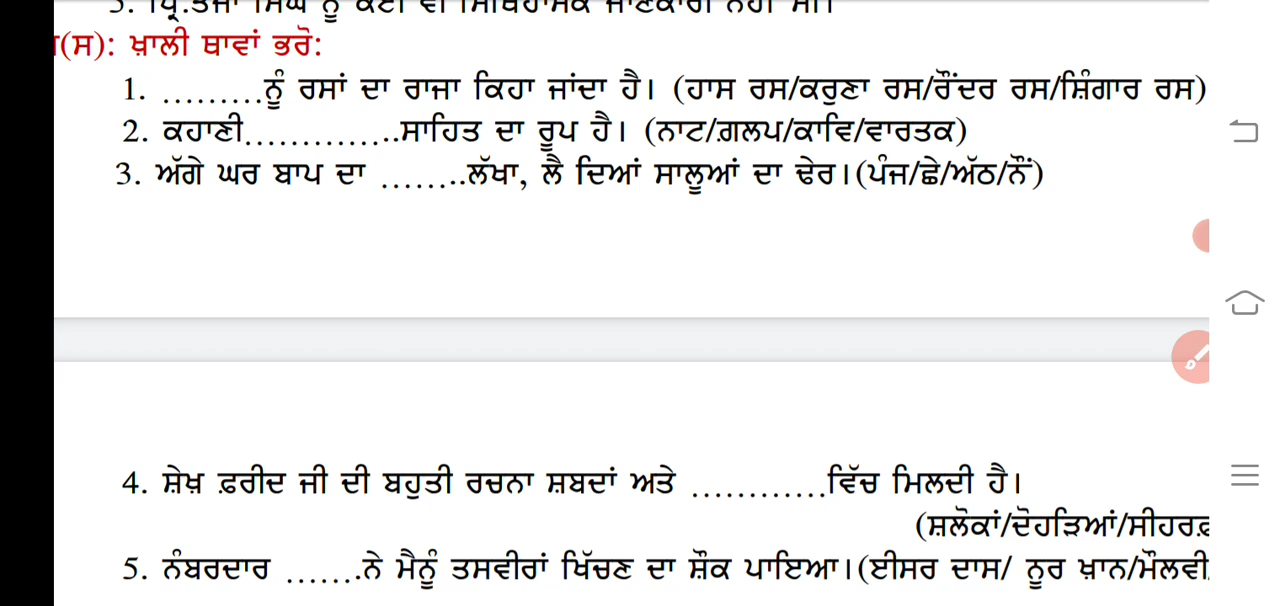 (ਸ): ਖ਼ਾਲੀ ਥਾਵਾਂ ਭਰੋ:
1. .........ਨੂੰ ਰਸਾਂ ਦਾ ਰਾਜਾ ਕਿਹਾ ਜਾਂਦਾ ਹੈ। (ਹਾਸ ਰਸ/ਕਰੁਣਾ ਰਸ/ਰੌਂਦਰ ਰਸ/ਸ਼ਿੰਗਾਰ ਰਸ)
2. ਕਹਾਣੀ..............ਸਾਹਿਤ ਦਾ ਰੂਪ ਹੈ। (ਨਾਟ/ਗ਼ਲਪ/ਕਾਵਿ/ਵਾਰਤਕ)
3. ਅੱਗੇ ਘਰ ਬਾਪ ਦਾ ........ਲੱਖਾ, ਲੈ ਦਿਆਂ ਸਾਲੂਆਂ ਦਾ ਢੇਰ।(ਪੰਜ/ਛੇ/ਅੱਠ/ਨੌਂ)
4. ਸ਼ੇਖ਼ ਫ਼ਰੀਦ ਜੀ ਦੀ ਬਹੁਤੀ ਰਚਨਾ ਸ਼ਬਦਾਂ ਅਤੇ .............ਵਿੱਚ ਮਿਲਦੀ ਹੈ।
(ਸ਼ਲੋਕਾਂ/ਦੋਹੜਿਆਂ/
5. ਨੰਬਰਦਾਰ .......ਨੇ ਮੈਨੂੰ ਤਸਵੀਰਾਂ ਖਿੱਚਣ ਦਾ ਸ਼ੌਕ ਪਾਇਆ।(ਈਸਰ ਦਾਸ/ ਨੂਰ ਖ਼ਾਨ/ਮੌਲਵੀ